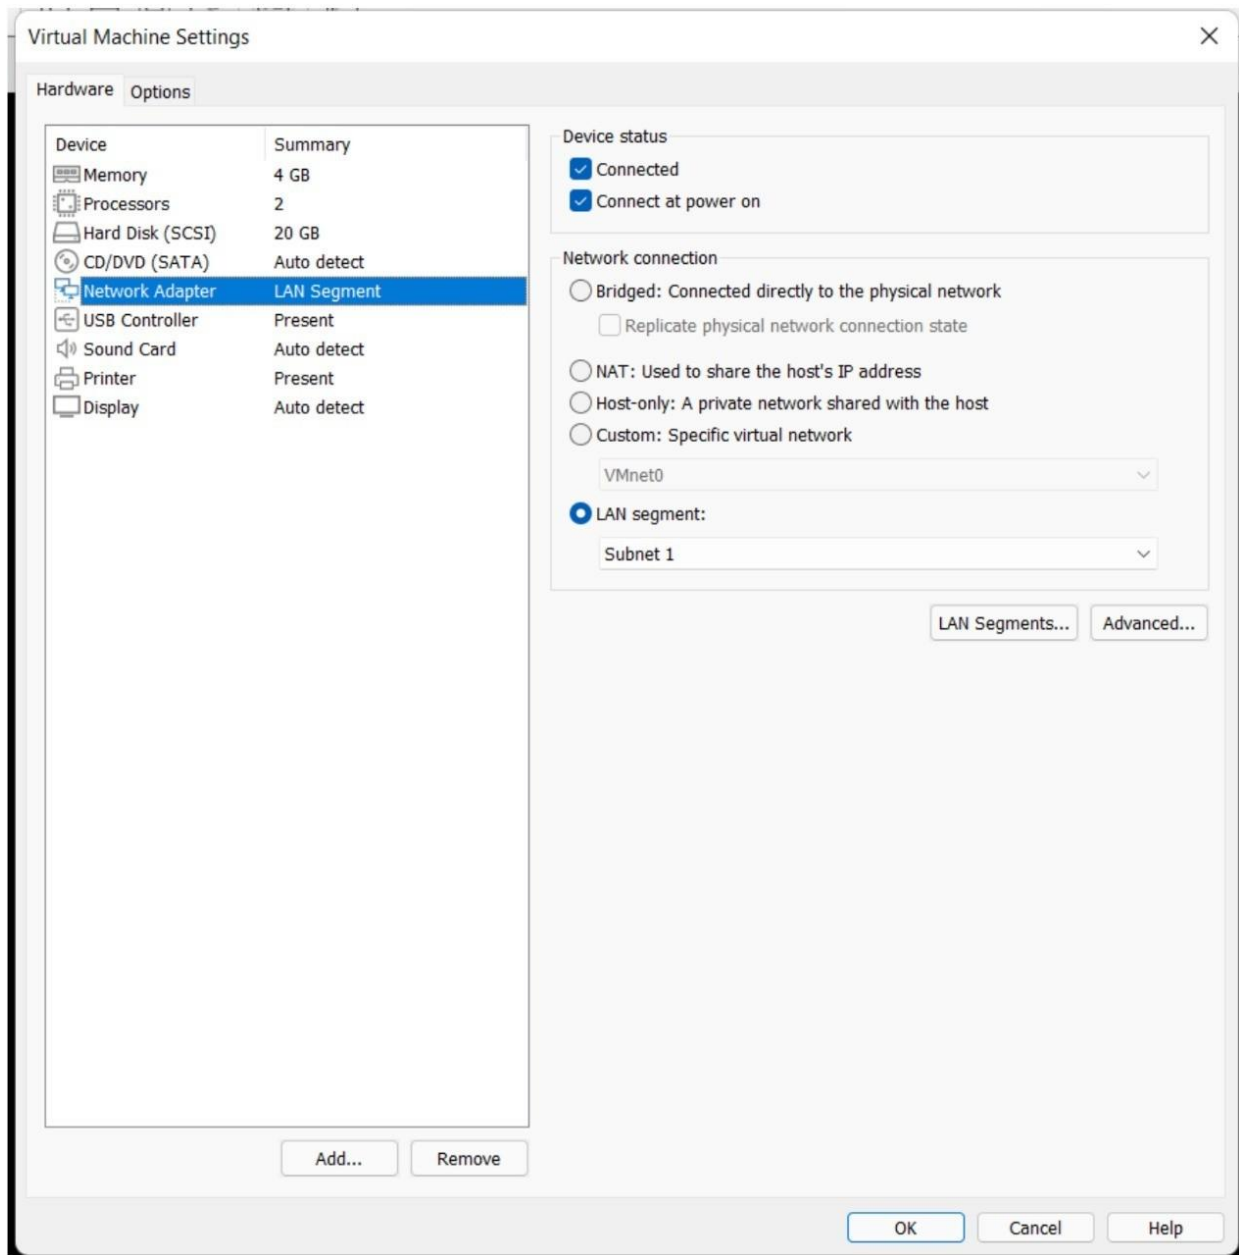 Virtual Machine Settings
Hardware Options
Device Summary
Memory 4 GB
Processors 2
Hard Disk (SCSI) 20 GB
CD/DVD (SATA) Auto detect
Network Adapter LAN Segment
USB Controller Present
Sound Card Auto detect
Printer Present
Display Auto detect
Add... Remove
Device status
Connected
Connect at power on
Network connection
Bridged: Connected directly to the physical network
Replicate physical network connection state
NAT: Used to share the host's IP address
Host-only: A private network shared with the host
Custom: Specific virtual network
VMnet0
LAN segment:
Subnet 1
LAN Segments... Advanced...
OK Cancel Help